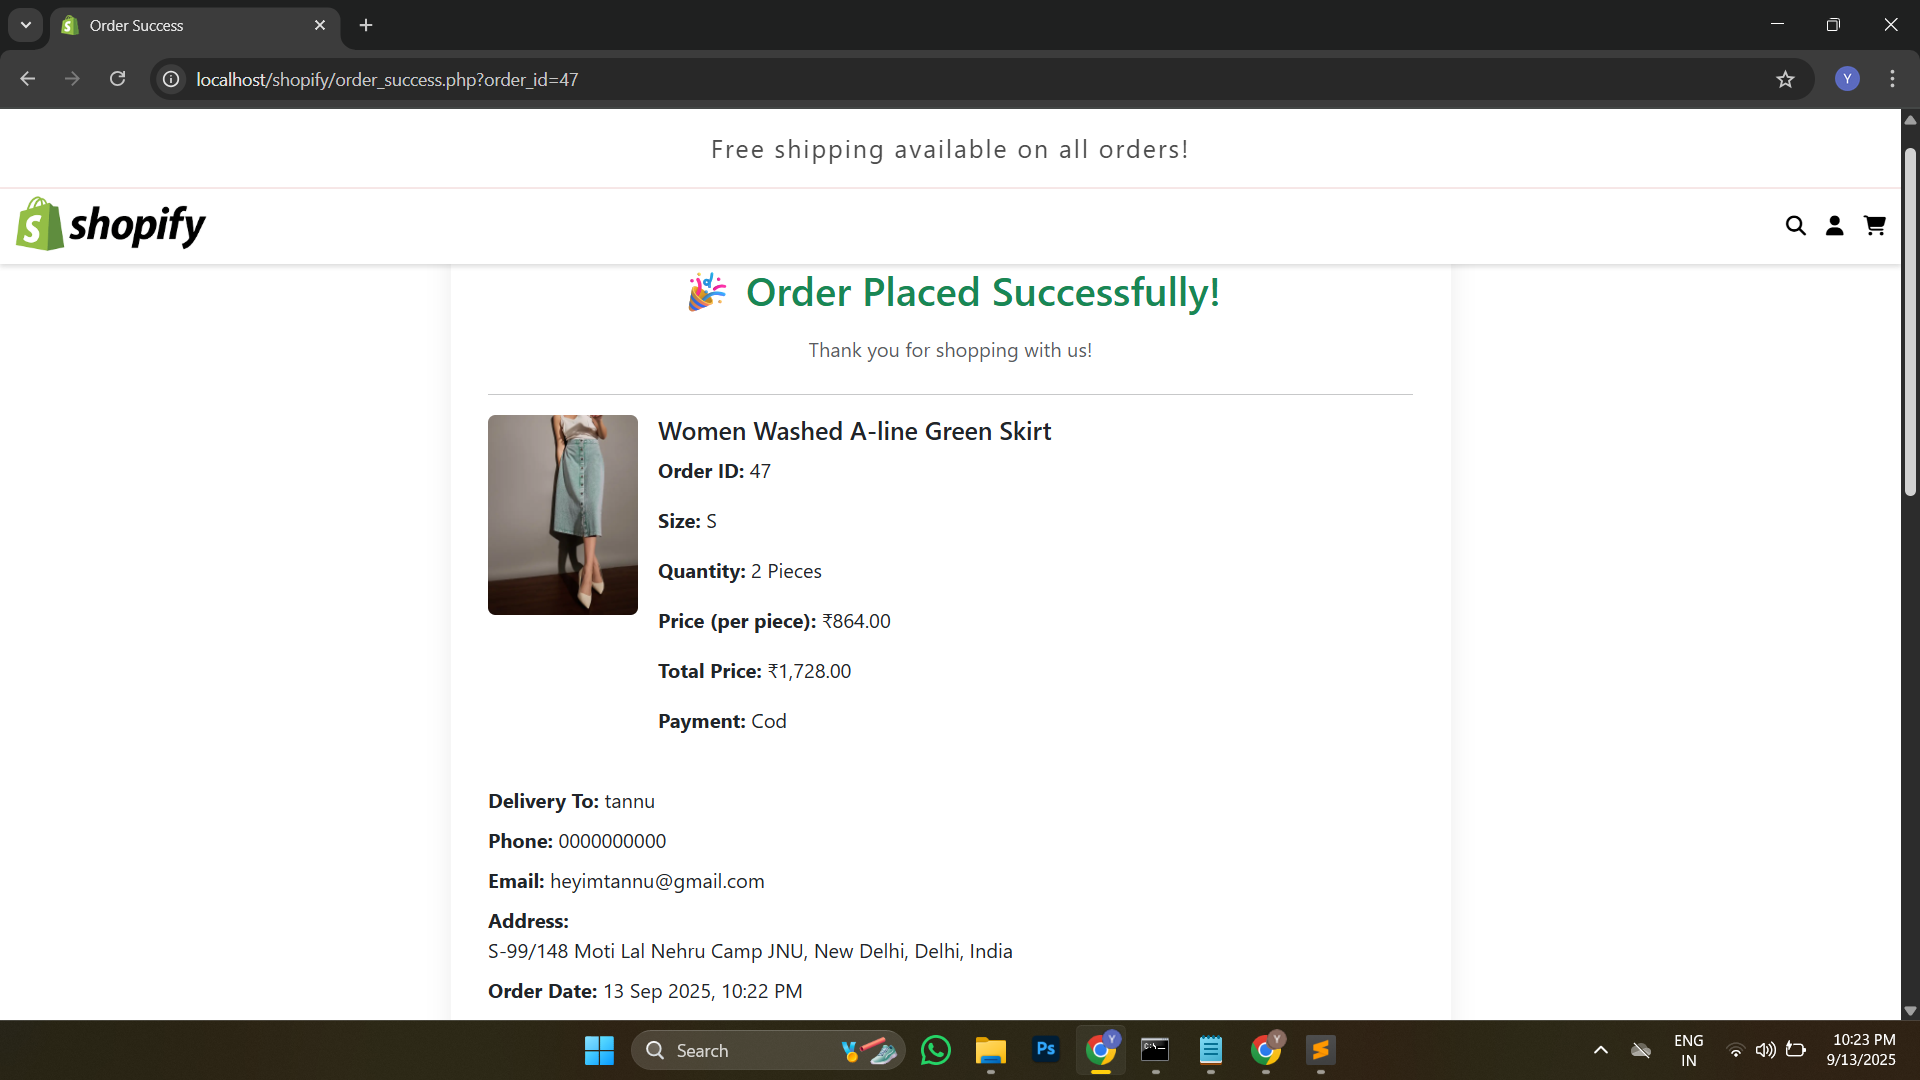 Order Success
localhost/shopify/order_success.php?order_id=47
Y
Free shipping available on all orders!
shopify
🎉 Order Placed Successfully!
Thank you for shopping with us!
Women Washed A-line Green Skirt
Order ID: 47
Size: S
Quantity: 2 Pieces
Price (per piece): ₹864.00
Total Price: ₹1,728.00
Payment: Cod
Delivery To: tannu
Phone: 0000000000
Email: heyimtannu@gmail.com
Address:
S-99/148 Moti Lal Nehru Camp JNU, New Delhi, Delhi, India
Order Date: 13 Sep 2025, 10:22 PM
Search
Ps
Y
Y
ENG
IN
10:23 PM
9/13/2025